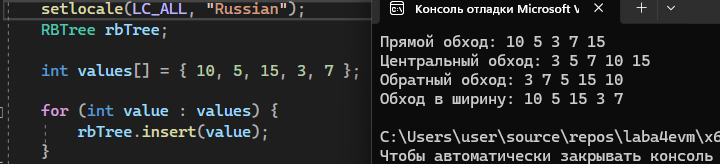 setlocale(LC_ALL, "Russian");
RBTree rbTree;
int values[] = { 10, 5, 15, 3, 7 };
for (int value : values) {
rbTree.insert(value);
}
Консоль отладки Microsoft V
Прямой обход: 10 5 3 7 15
Центральный обход: 3 5 7 10 15
Обратный обход: 3 7 5 15 10
Обход в ширину: 10 5 15 3 7
C:\Users\user\source\repos\laba4evm\x6
Чтобы автоматически закрывать консоль